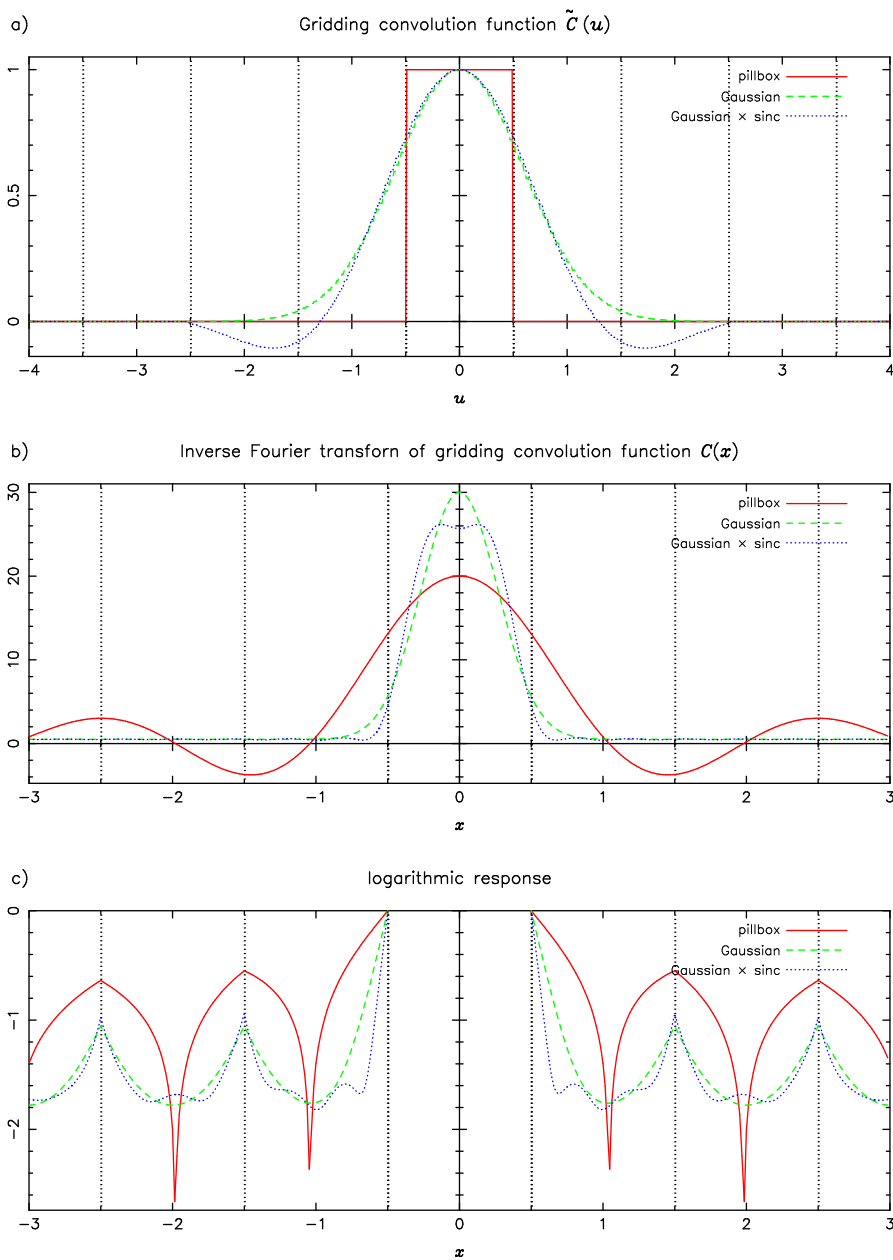 a) Gridding convolution function C̃(u)
pillbox
Gaussian
Gaussian × sinc
1
0.5
0
−4 −3 −2 −1 0 1 2 3 4
u
b) Inverse Fourier transforn of gridding convolution function C(x)
pillbox
Gaussian
Gaussian × sinc
30
20
10
0
−3 −2 −1 0 1 2 3
x
c) logarithmic response
pillbox
Gaussian
Gaussian × sinc
0
−1
−2
−3 −2 −1 0 1 2 3
x